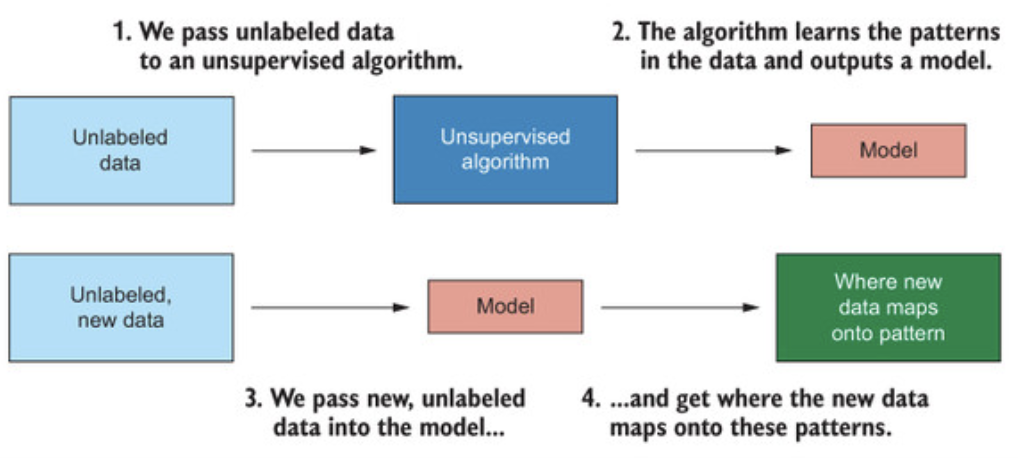 1. We pass unlabeled data
to an unsupervised algorithm.
2. The algorithm learns the patterns
in the data and outputs a model.
Unlabeled
data
Unsupervised
algorithm
Model
Unlabeled,
new data
Model
Where new
data maps
onto pattern
3. We pass new, unlabeled
data into the model...
4. ...and get where the new data
maps onto these patterns.